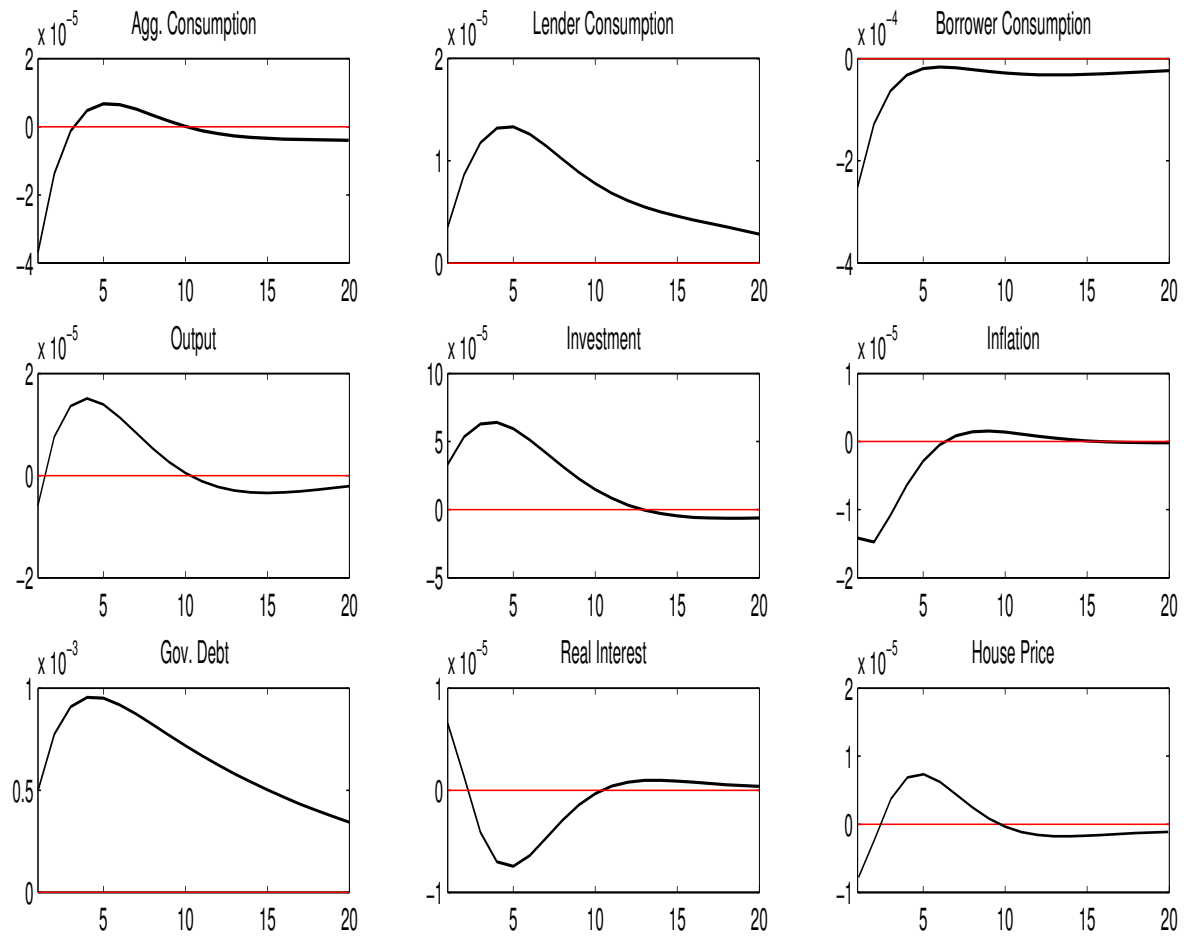 Agg. Consumption
x 10^-5
2
0
−2
−4
5 10 15 20
Lender Consumption
x 10^-5
2
1
0
5 10 15 20
Borrower Consumption
x 10^-4
0
−2
−4
5 10 15 20
Output
x 10^-5
2
0
−2
5 10 15 20
Investment
x 10^-5
10
5
0
−5
5 10 15 20
Inflation
x 10^-5
1
0
−1
−2
5 10 15 20
Gov. Debt
x 10^-3
1
0.5
0
5 10 15 20
Real Interest
x 10^-5
1
0
−1
5 10 15 20
House Price
x 10^-5
2
1
0
−1
5 10 15 20